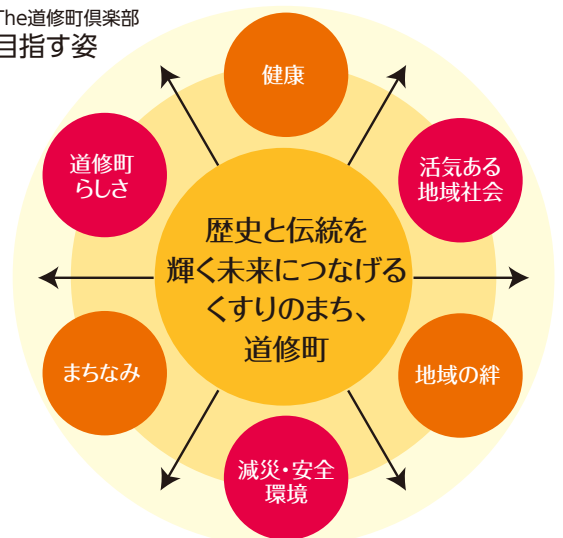 The道修町倶楽部
目指す姿
健康
道修町
らしさ
活気ある
地域社会
歴史と伝統を
輝く未来につなげる
くすりのまち、
道修町
まちなみ
地域の絆
減災・安全
環境